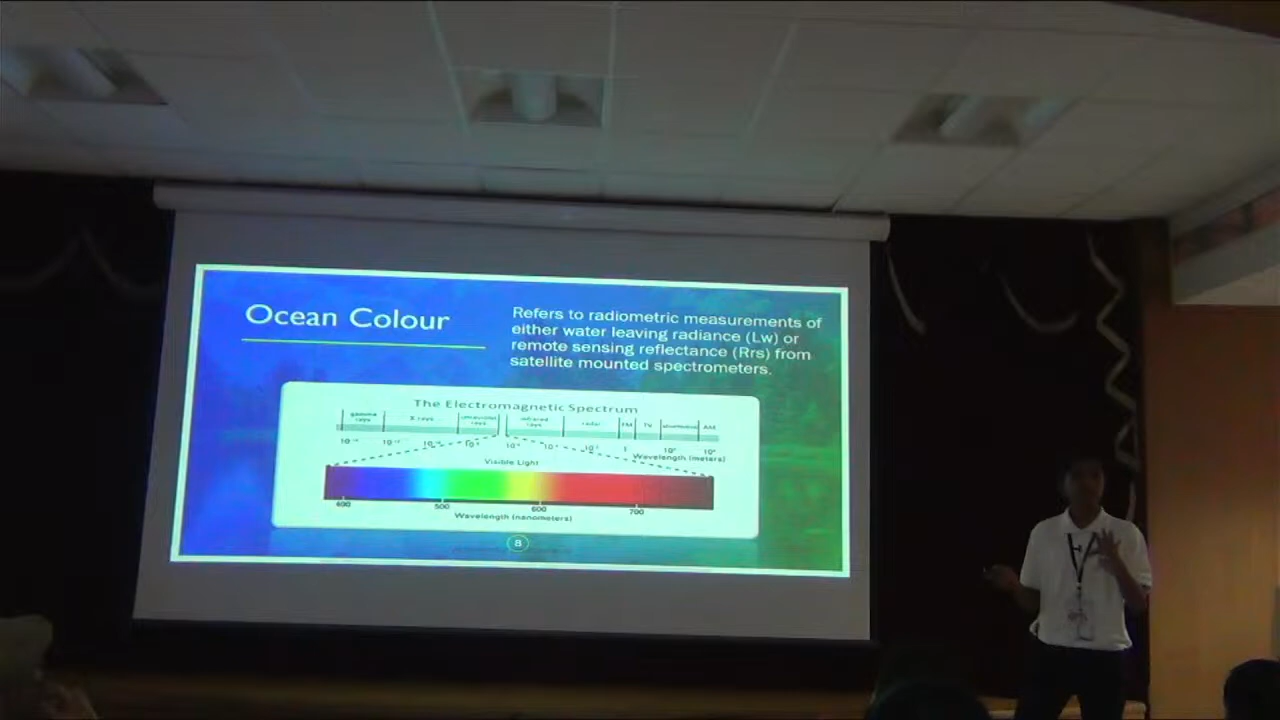 Ocean Colour
Refers to radiometric measurements of
either water leaving radiance (Lw) or
remote sensing reflectance (Rrs) from
satellite mounted spectrometers.
The Electromagnetic Spectrum
gamma rays X rays ultraviolet rays infrared rays radar FM TV shortwave AM
1
Wavelength (meters)
Visible Light
400 500 600 700
Wavelength (nanometers)
8